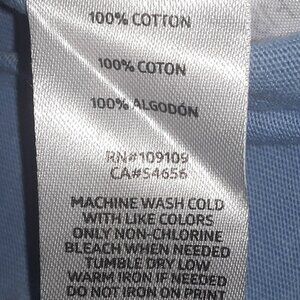 100% COTTON
100% COTON
100% ALGODÓN
RN#109109
CA#54656
MACHINE WASH COLD
WITH LIKE COLORS
ONLY NON-CHLORINE
BLEACH WHEN NEEDED
TUMBLE DRY LOW
WARM IRON IF NEEDED
DO NOT IRON ON PRINT